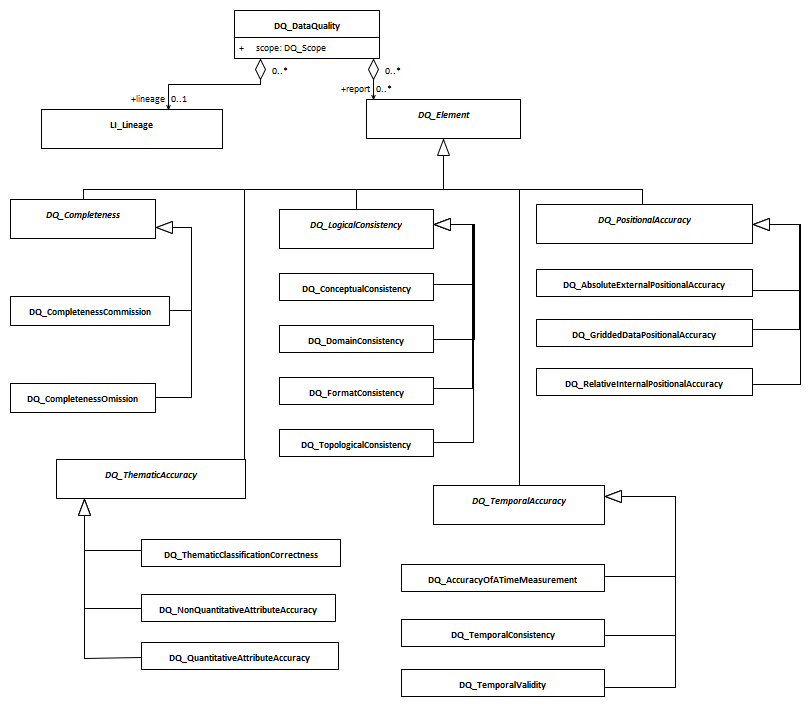 DQ_DataQuality
+ scope: DQ_Scope
0..*
0..*
+lineage 0..1
+report 0..*
LI_Lineage
DQ_Element
DQ_Completeness
DQ_LogicalConsistency
DQ_PositionalAccuracy
DQ_ConceptualConsistency
DQ_AbsoluteExternalPositionalAccuracy
DQ_CompletenessCommission
DQ_DomainConsistency
DQ_GriddedDataPositionalAccuracy
DQ_FormatConsistency
DQ_RelativeInternalPositionalAccuracy
DQ_CompletenessOmission
DQ_TopologicalConsistency
DQ_ThematicAccuracy
DQ_TemporalAccuracy
DQ_ThematicClassificationCorrectness
DQ_AccuracyOfATimeMeasurement
DQ_NonQuantitativeAttributeAccuracy
DQ_TemporalConsistency
DQ_QuantitativeAttributeAccuracy
DQ_TemporalValidity